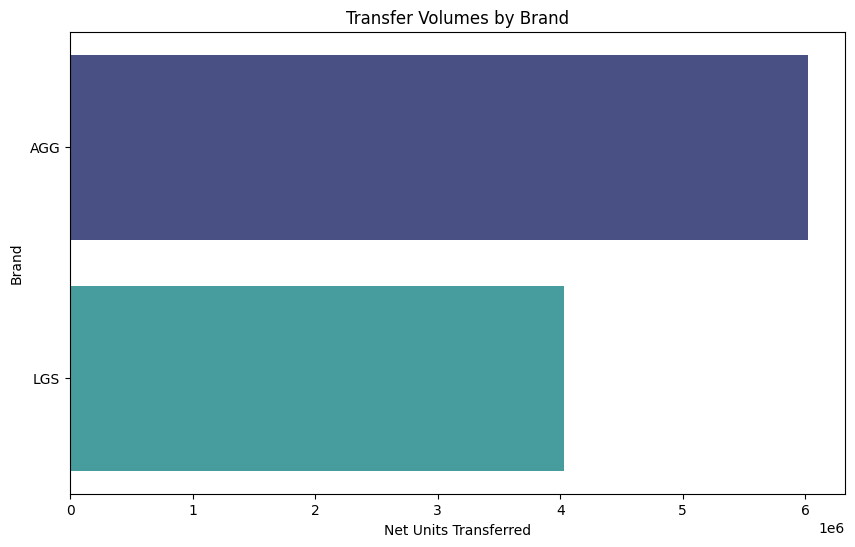 Transfer Volumes by Brand
AGG
Brand
LGS
0 1 2 3 4 5 6
1e6
Net Units Transferred